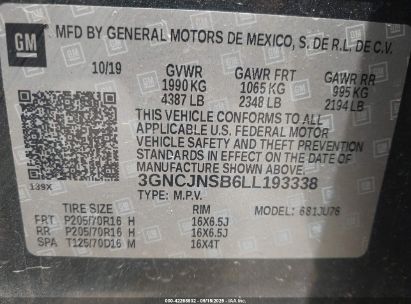 GM
MFD BY GENERAL MOTORS DE MEXICO, S. DE R.L. DE C.V.
10/19 GVWR GAWR FRT GAWR RR
1990 KG 1065 KG 995 KG
4387 LB 2348 LB 2194 LB
THIS VEHICLE CONFORMS TO ALL
APPLICABLE U.S. FEDERAL MOTOR
VEHICLE SAFETY AND THEFT PREVENTION
STANDARDS IN EFFECT ON THE DATE OF
MANUFACTURE SHOWN ABOVE.
3GNCJNSB6LL193338
139X TYPE: M.P.V. MODEL: 6S1JU76
TIRE SIZE RIM
FRT P205/70R16 H 16X6.5J
RR P205/70R16 H 16X6.5J
SPA T125/70D16 M 16X4T